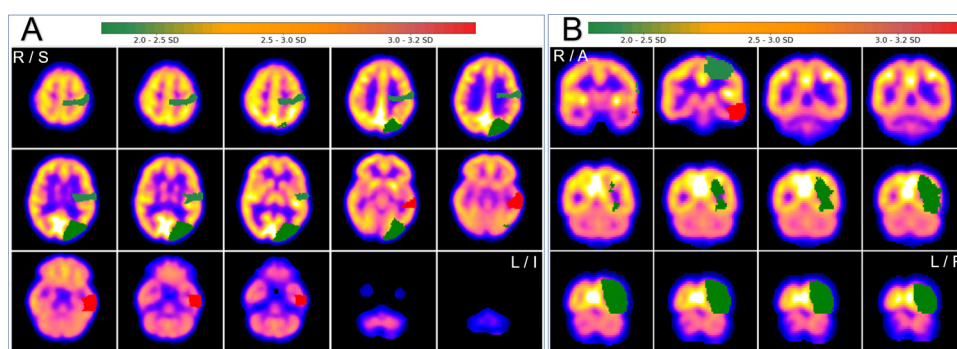 A
2.0 - 2.5 SD
2.5 - 3.0 SD
3.0 - 3.2 SD
R / S
L / I
B
2.0 - 2.5 SD
2.5 - 3.0 SD
3.0 - 3.2 SD
R / A